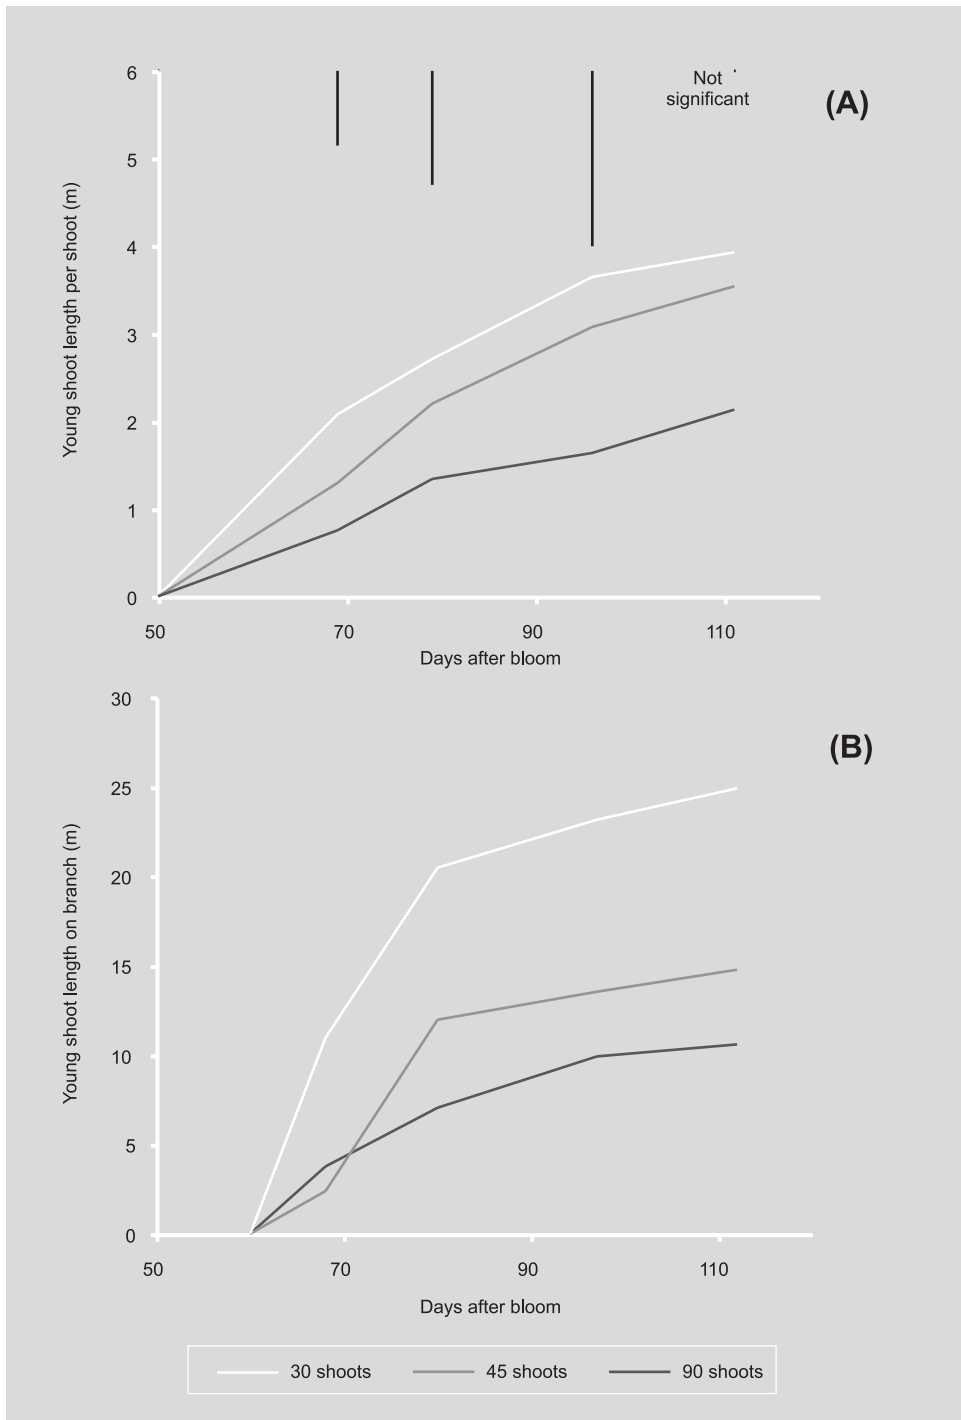 6
Not
significant
(A)
5
4
3
2
1
0
Young shoot length per shoot (m)
50
70
90
110
Days after bloom
30
(B)
25
20
15
10
5
0
Young shoot length on branch (m)
50
70
90
110
Days after bloom
30 shoots
45 shoots
90 shoots